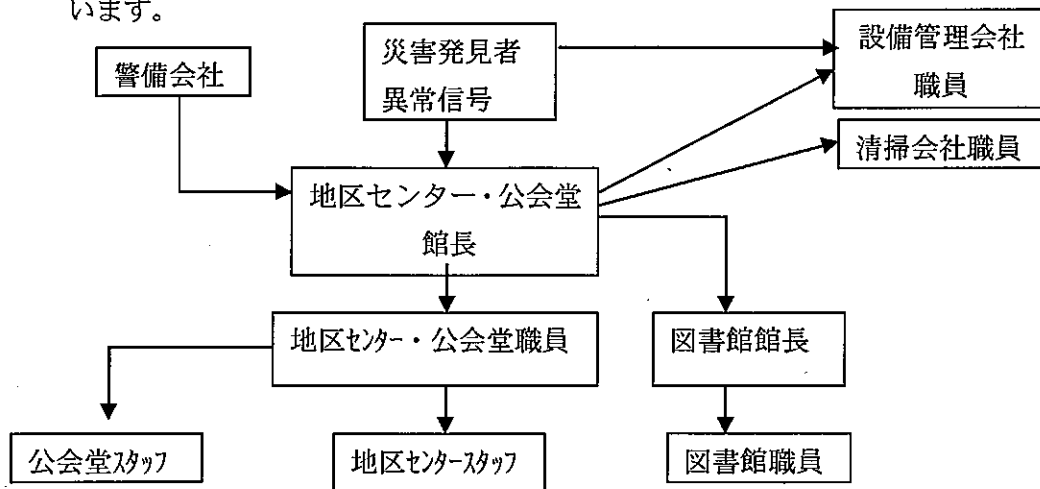 います。
警備会社
災害発見者
異常信号
設備管理会社
職員
清掃会社職員
地区センター・公会堂
館長
地区ｾﾝﾀｰ・公会堂職員
図書館館長
公会堂ｽﾀｯﾌ
地区ｾﾝﾀｰｽﾀｯﾌ
図書館職員